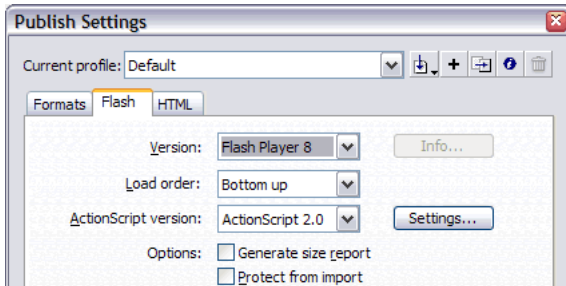 Publish Settings
Current profile: Default
Formats Flash HTML
Version: Flash Player 8 Info...
Load order: Bottom up
ActionScript version: ActionScript 2.0 Settings...
Options: Generate size report
Protect from import